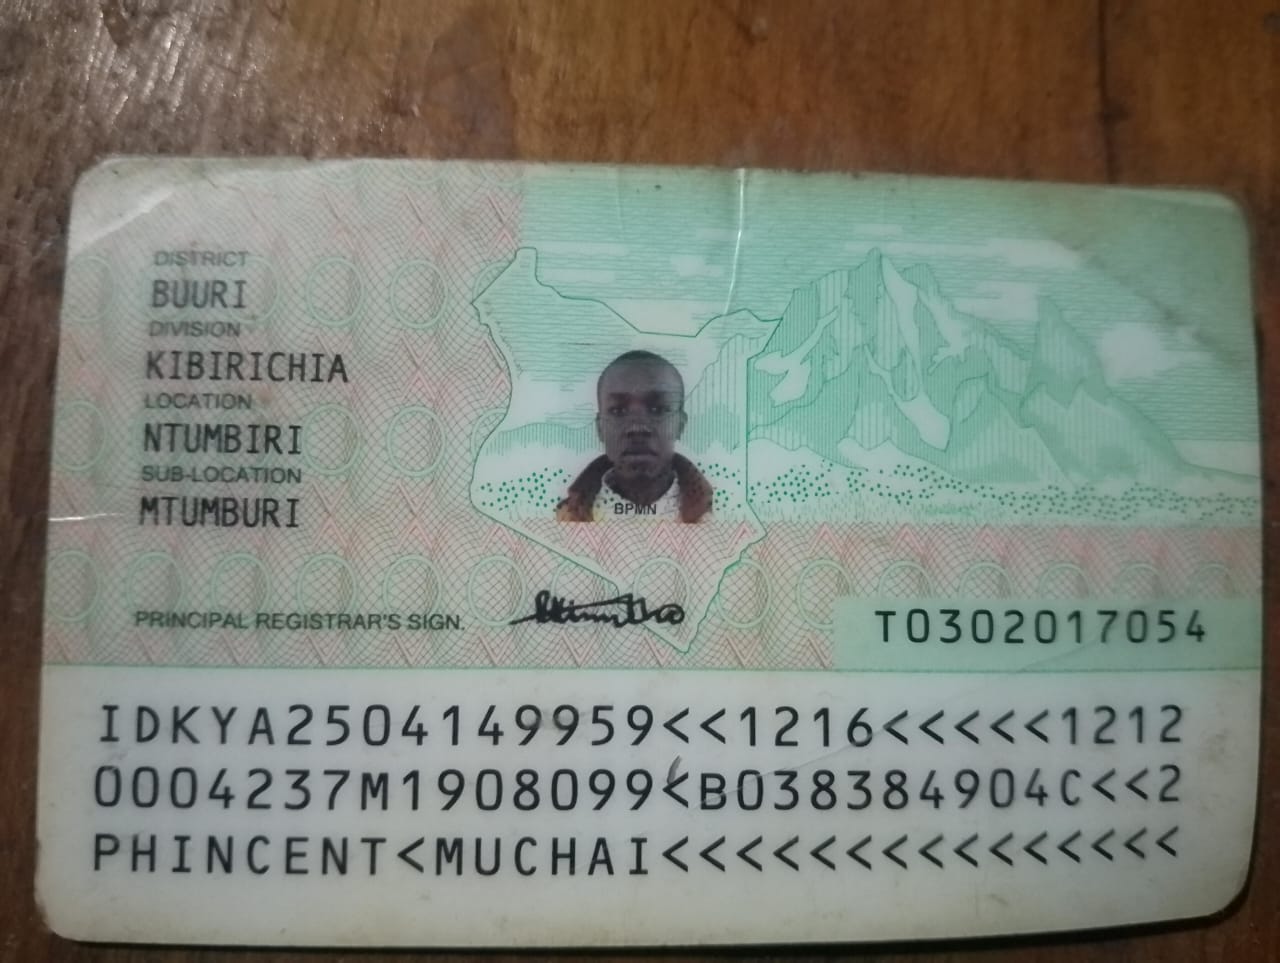 DISTRICT
BUURI
DIVISION
KIBIRICHIA
LOCATION
NTUMBIRI
SUB-LOCATION
MTUMBURI
BPMN
PRINCIPAL REGISTRAR'S SIGN.
T0302017054
IDKYA2504149959<<1216<<<<<1212
0004237M1908099<B038384904C<<2
PHINCENT<MUCHAI<<<<<<<<<<<<<<<